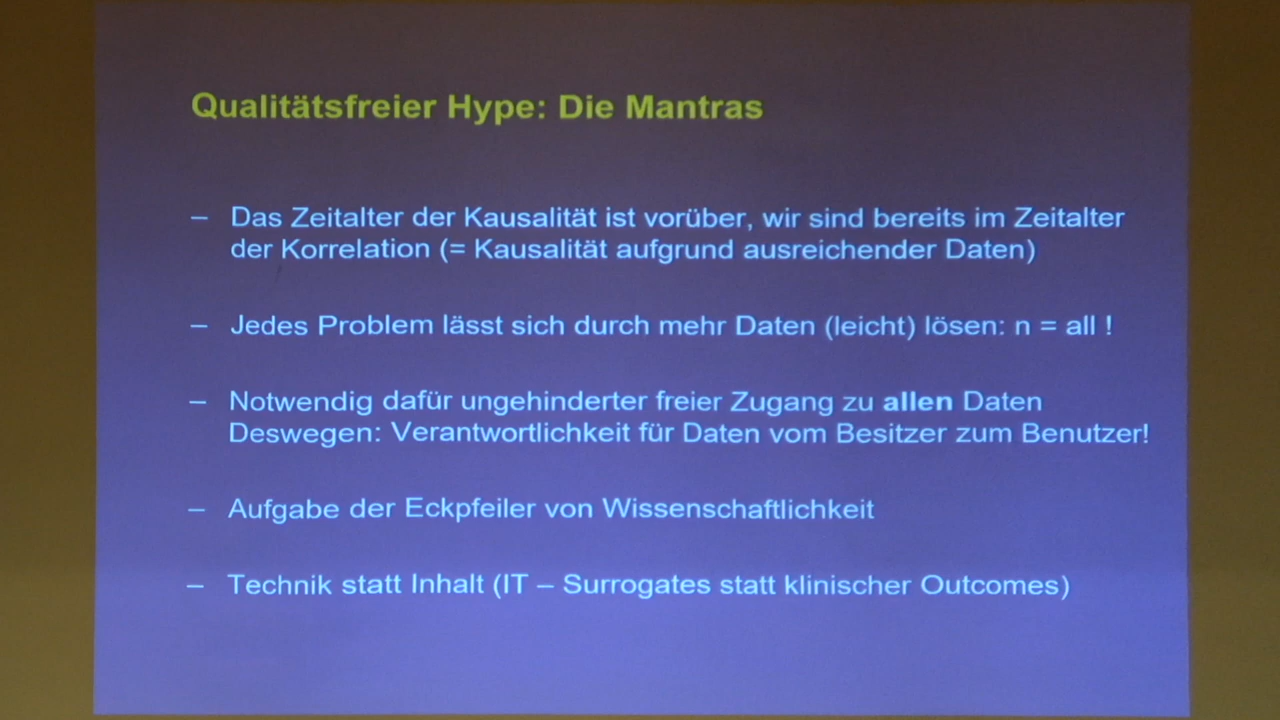 Qualitätsfreier Hype: Die Mantras
– Das Zeitalter der Kausalität ist vorüber, wir sind bereits im Zeitalter
der Korrelation (= Kausalität aufgrund ausreichender Daten)
– Jedes Problem lässt sich durch mehr Daten (leicht) lösen: n = all !
– Notwendig dafür ungehinderter freier Zugang zu allen Daten
Deswegen: Verantwortlichkeit für Daten vom Besitzer zum Benutzer!
– Aufgabe der Eckpfeiler von Wissenschaftlichkeit
– Technik statt Inhalt (IT – Surrogates statt klinischer Outcomes)